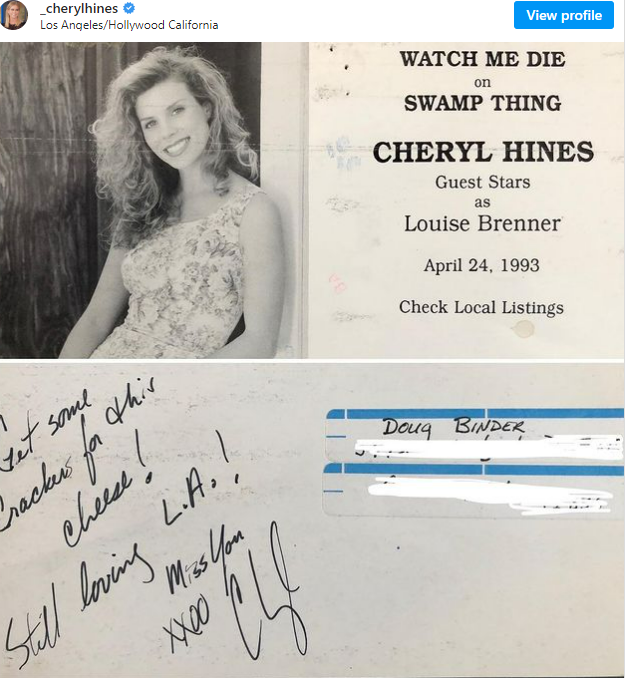 _cherylhines
Los Angeles/Hollywood California
View profile
WATCH ME DIE
on
SWAMP THING
CHERYL HINES
Guest Stars
as
Louise Brenner
April 24, 1993
Check Local Listings
Get some
Crackers for this
cheese!
Still loving L.A.!
Miss You
XXOO
Cheryl
DOUG BINDER